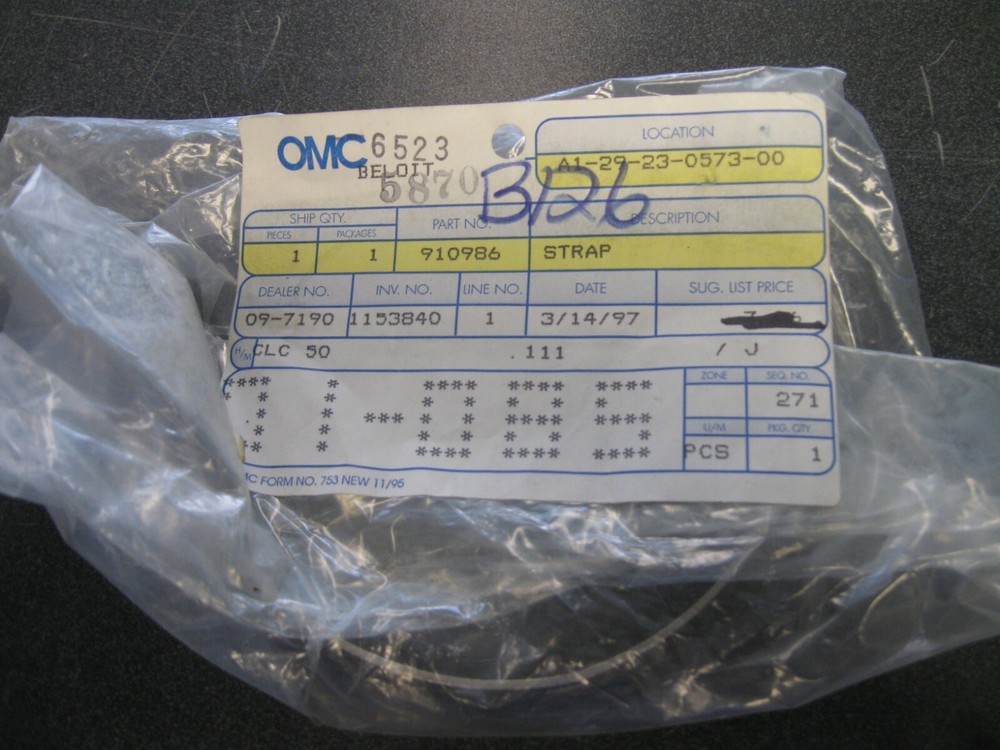 OMC 6523
BELOIT
5870
B126
LOCATION
A1-29-23-0573-00
SHIP QTY.
PIECES PACKAGES PART NO. DESCRIPTION
1 1 910986 STRAP
DEALER NO. INV. NO. LINE NO. DATE SUG. LIST PRICE
09-7190 1153840 1 3/14/97
H/M CLC 50 .111 / J
ZONE SEQ. NO.
271
U/M PKG. QTY
PCS 1
C FORM NO. 753 NEW 11/95